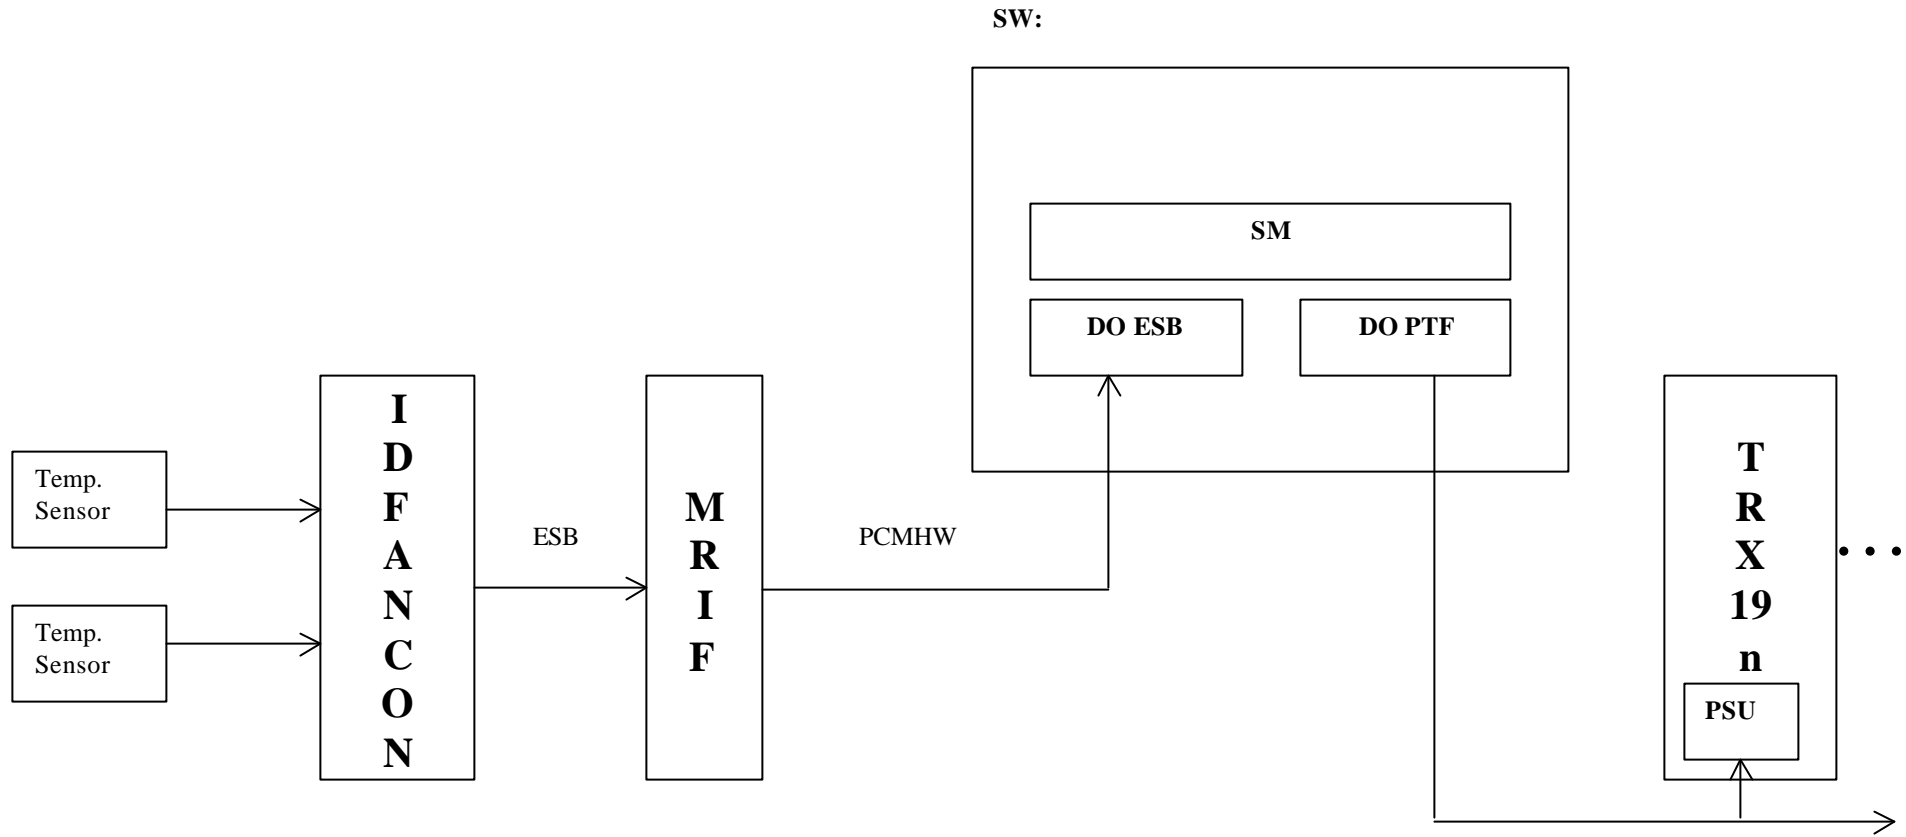 SW:
SM
DO ESB
DO PTF
Temp.
Sensor
Temp.
Sensor
I
D
F
A
N
C
O
N
ESB
M
R
I
F
PCMHW
T
R
X
19
n
PSU
. . .